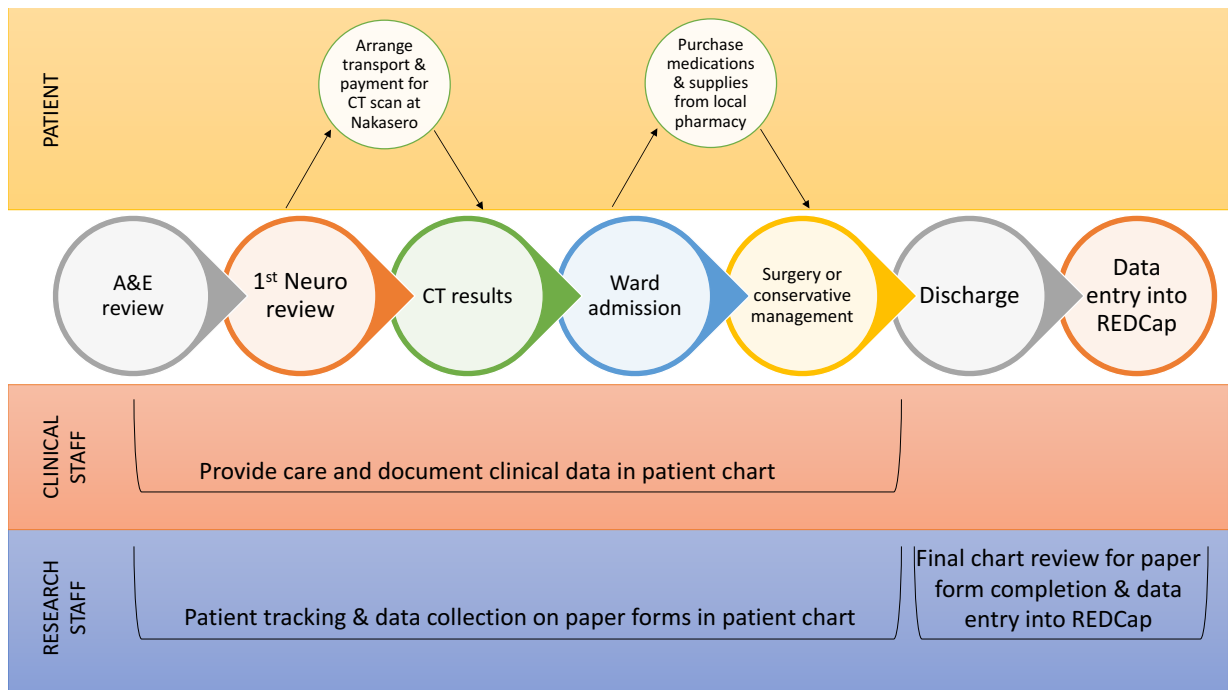 PATIENT
Arrange
transport &
payment for
CT scan at
Nakasero
Purchase
medications
& supplies
from local
pharmacy
A&E
review
1st Neuro
review
CT results
Ward
admission
Surgery or
conservative
management
Discharge
Data
entry into
REDCap
CLINICAL
STAFF
Provide care and document clinical data in patient chart
RESEARCH
STAFF
Patient tracking & data collection on paper forms in patient chart
Final chart review for paper
form completion & data
entry into REDCap